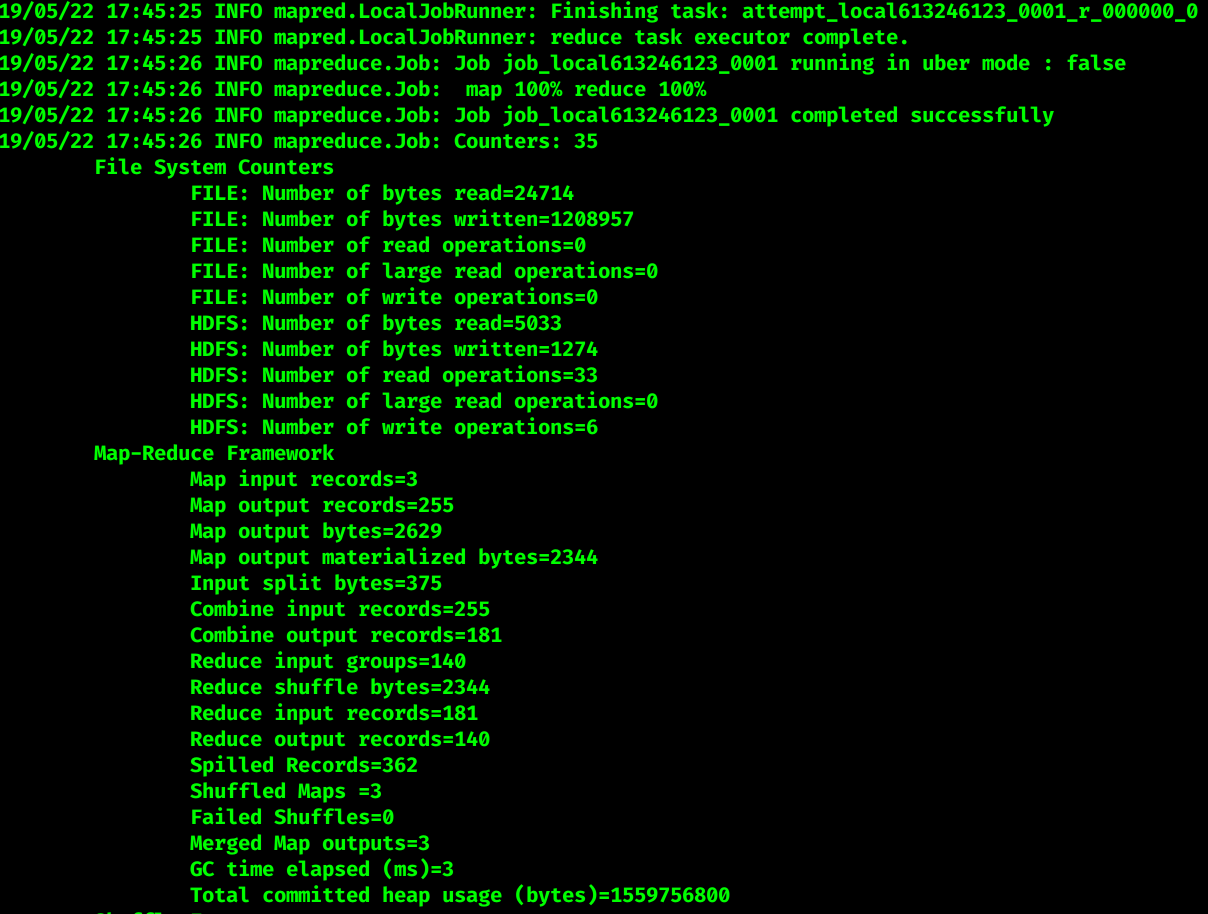 19/05/22 17:45:25 INFO mapred.LocalJobRunner: Finishing task: attempt_local613246123_0001_r_000000_0
19/05/22 17:45:25 INFO mapred.LocalJobRunner: reduce task executor complete.
19/05/22 17:45:26 INFO mapreduce.Job: Job job_local613246123_0001 running in uber mode : false
19/05/22 17:45:26 INFO mapreduce.Job:  map 100% reduce 100%
19/05/22 17:45:26 INFO mapreduce.Job: Job job_local613246123_0001 completed successfully
19/05/22 17:45:26 INFO mapreduce.Job: Counters: 35
File System Counters
FILE: Number of bytes read=24714
FILE: Number of bytes written=1208957
FILE: Number of read operations=0
FILE: Number of large read operations=0
FILE: Number of write operations=0
HDFS: Number of bytes read=5033
HDFS: Number of bytes written=1274
HDFS: Number of read operations=33
HDFS: Number of large read operations=0
HDFS: Number of write operations=6
Map-Reduce Framework
Map input records=3
Map output records=255
Map output bytes=2629
Map output materialized bytes=2344
Input split bytes=375
Combine input records=255
Combine output records=181
Reduce input groups=140
Reduce shuffle bytes=2344
Reduce input records=181
Reduce output records=140
Spilled Records=362
Shuffled Maps =3
Failed Shuffles=0
Merged Map outputs=3
GC time elapsed (ms)=3
Total committed heap usage (bytes)=1559756800